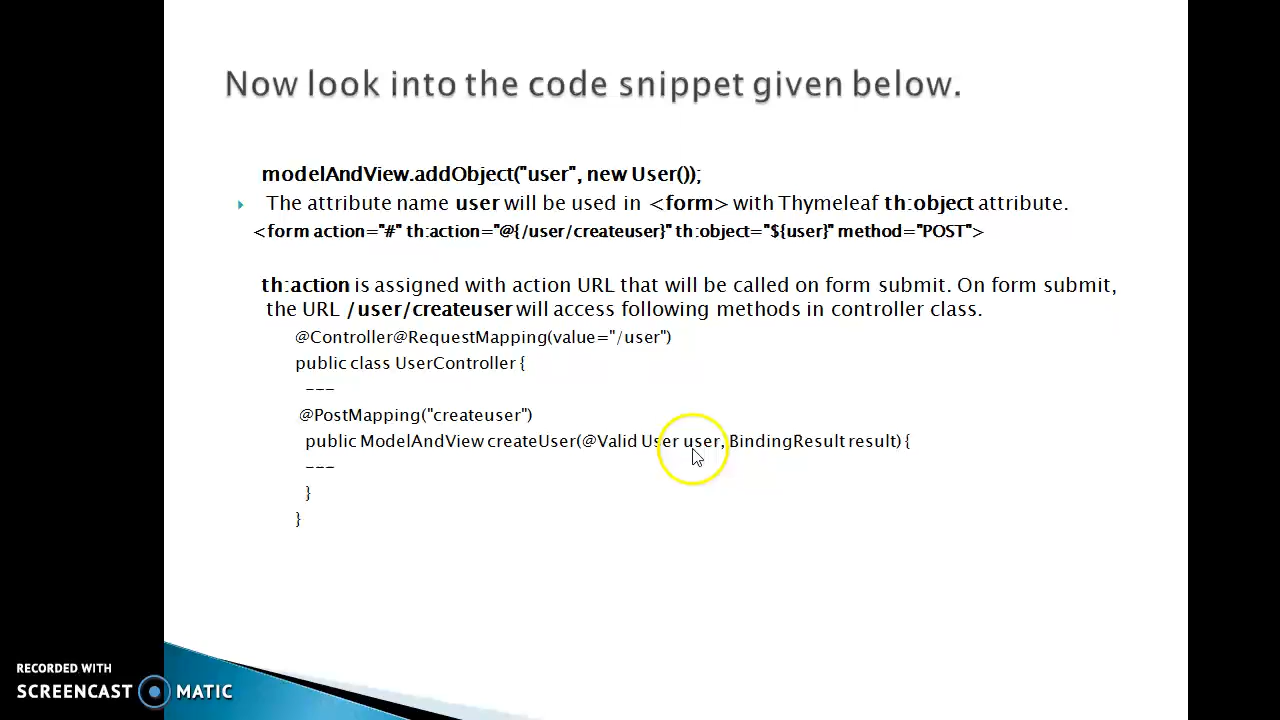 Now look into the code snippet given below.
modelAndView.addObject("user", new User());
The attribute name user will be used in <form> with Thymeleaf th:object attribute.
<form action="#" th:action="@{/user/createuser}" th:object="${user}" method="POST">
th:action is assigned with action URL that will be called on form submit. On form submit,
the URL /user/createuser will access following methods in controller class.
@Controller@RequestMapping(value="/user")
public class UserController {
---
@PostMapping("createuser")
public ModelAndView createUser(@Valid User user, BindingResult result) {
---
}
}
RECORDED WITH
SCREENCAST MATIC